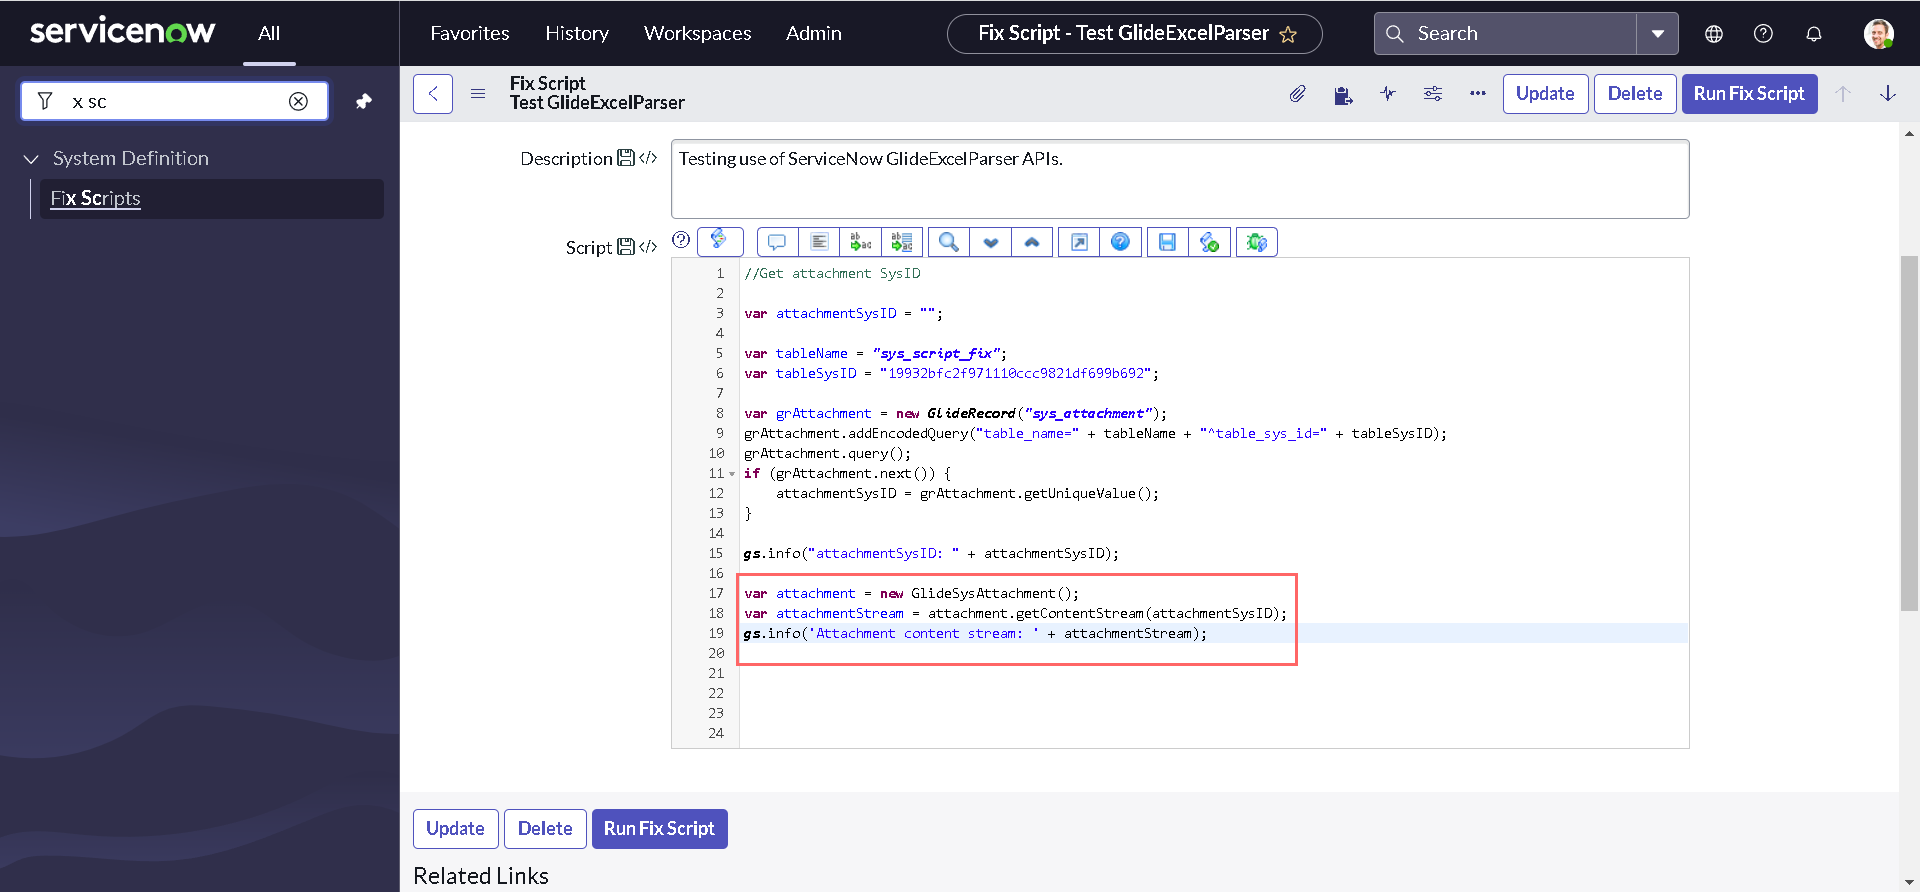 servicenow
All
Favorites
History
Workspaces
Admin
Fix Script - Test GlideExcelParser
Search
x sc
System Definition
Fix Scripts
Fix Script
Test GlideExcelParser
Update
Delete
Run Fix Script
Description
Testing use of ServiceNow GlideExcelParser APIs.
Script
1 //Get attachment SysID
2
3 var attachmentSysID = "";
4
5 var tableName = "sys_script_fix";
6 var tableSysID = "19932bfc2f971110ccc9821df699b692";
7
8 var grAttachment = new GlideRecord("sys_attachment");
9 grAttachment.addEncodedQuery("table_name=" + tableName + "^table_sys_id=" + tableSysID);
10 grAttachment.query();
11 if (grAttachment.next()) {
12 attachmentSysID = grAttachment.getUniqueValue();
13 }
14
15 gs.info("attachmentSysID: " + attachmentSysID);
16
17 var attachment = new GlideSysAttachment();
18 var attachmentStream = attachment.getContentStream(attachmentSysID);
19 gs.info('Attachment content stream: ' + attachmentStream);
20
21
22
23
24
Update
Delete
Run Fix Script
Related Links